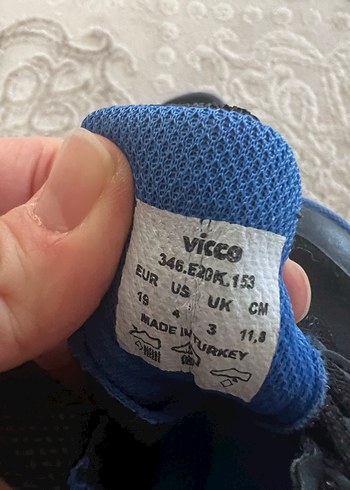 vicco
346.E20K.153
EUR US UK CM
19 4 3 11,8
MADE IN TURKEY